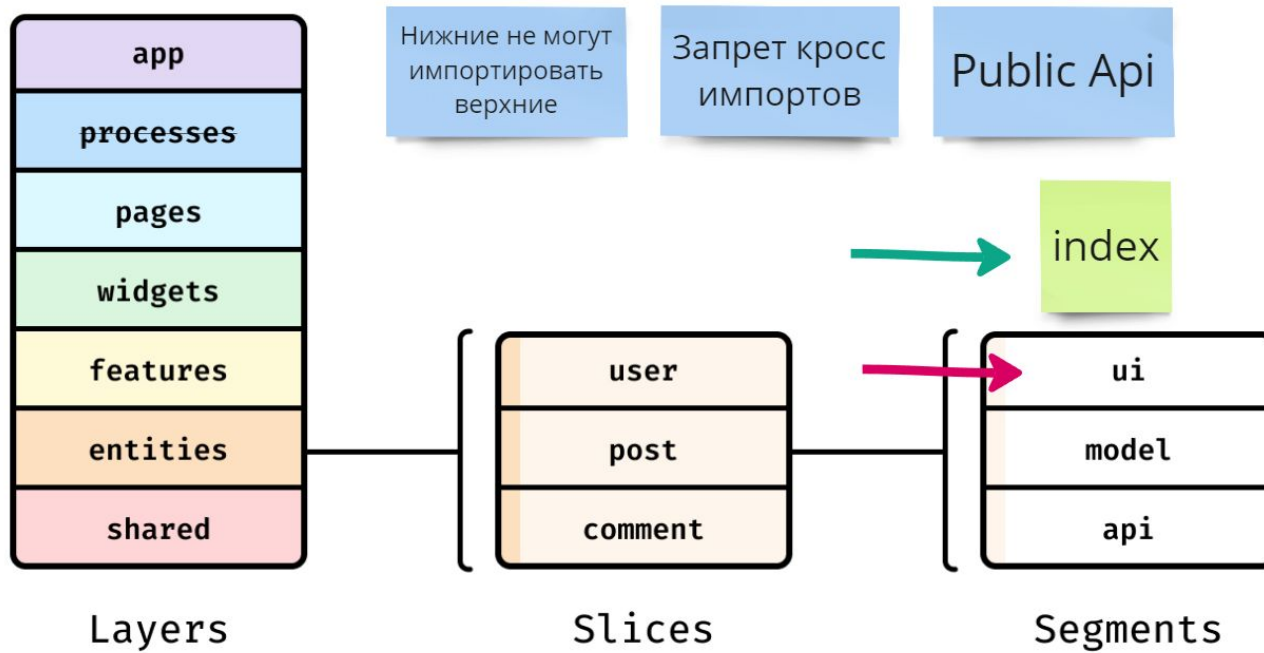 app
processes
pages
widgets
features
entities
shared
Layers
Нижние не могут
импортировать
верхние
Запрет кросс
импортов
Public Api
index
user
post
comment
Slices
ui
model
api
Segments